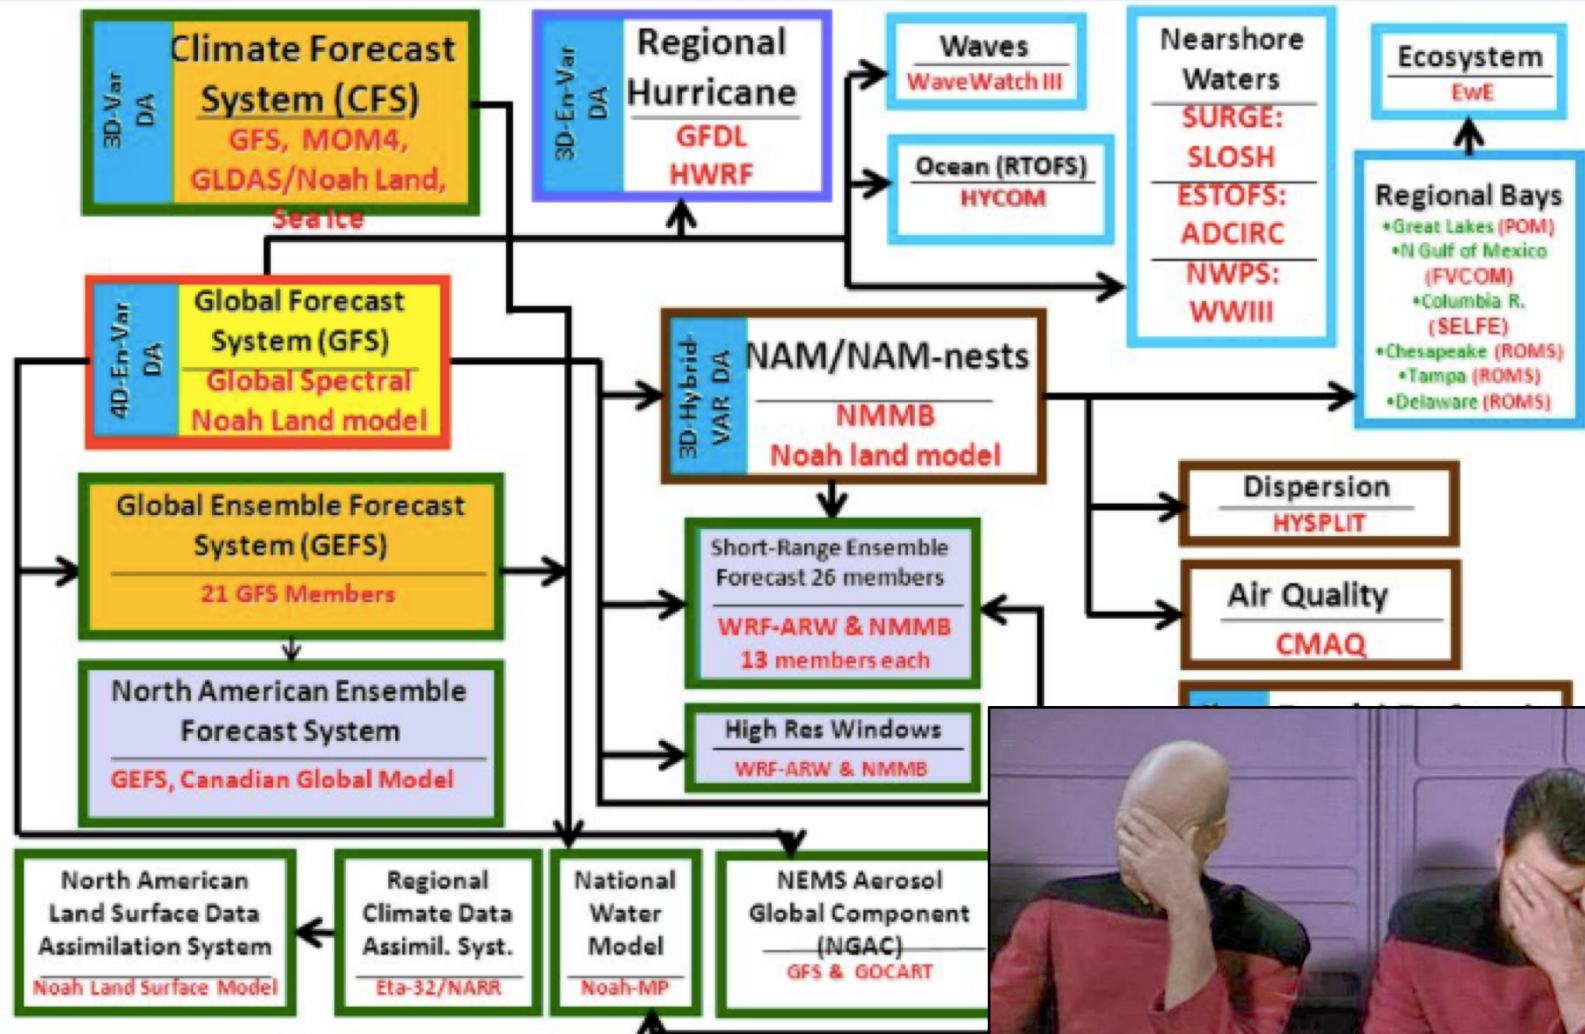 3D-Var
DA
Climate Forecast
System (CFS)
GFS, MOM4,
GLDAS/Noah Land,
Sea Ice
3D-En-Var
DA
Regional
Hurricane
GFDL
HWRF
Waves
WaveWatch III
Ocean (RTOFS)
HYCOM
Nearshore
Waters
SURGE:
SLOSH
ESTOFS:
ADCIRC
NWPS:
WWIII
Ecosystem
EwE
Regional Bays
•Great Lakes (POM)
•N Gulf of Mexico
(FVCOM)
•Columbia R.
(SELFE)
•Chesapeake (ROMS)
•Tampa (ROMS)
•Delaware (ROMS)
4D-En-Var
DA
Global Forecast
System (GFS)
Global Spectral
Noah Land model
3D-Hybrid-
VAR DA
NAM/NAM-nests
NMMB
Noah land model
Global Ensemble Forecast
System (GEFS)
21 GFS Members
Short-Range Ensemble
Forecast 26 members
WRF-ARW & NMMB
13 members each
Dispersion
HYSPLIT
Air Quality
CMAQ
North American Ensemble
Forecast System
GEFS, Canadian Global Model
High Res Windows
WRF-ARW & NMMB
North American
Land Surface Data
Assimilation System
Noah Land Surface Model
Regional
Climate Data
Assimil. Syst.
Eta-32/NARR
National
Water
Model
Noah-MP
NEMS Aerosol
Global Component
(NGAC)
GFS & GOCART